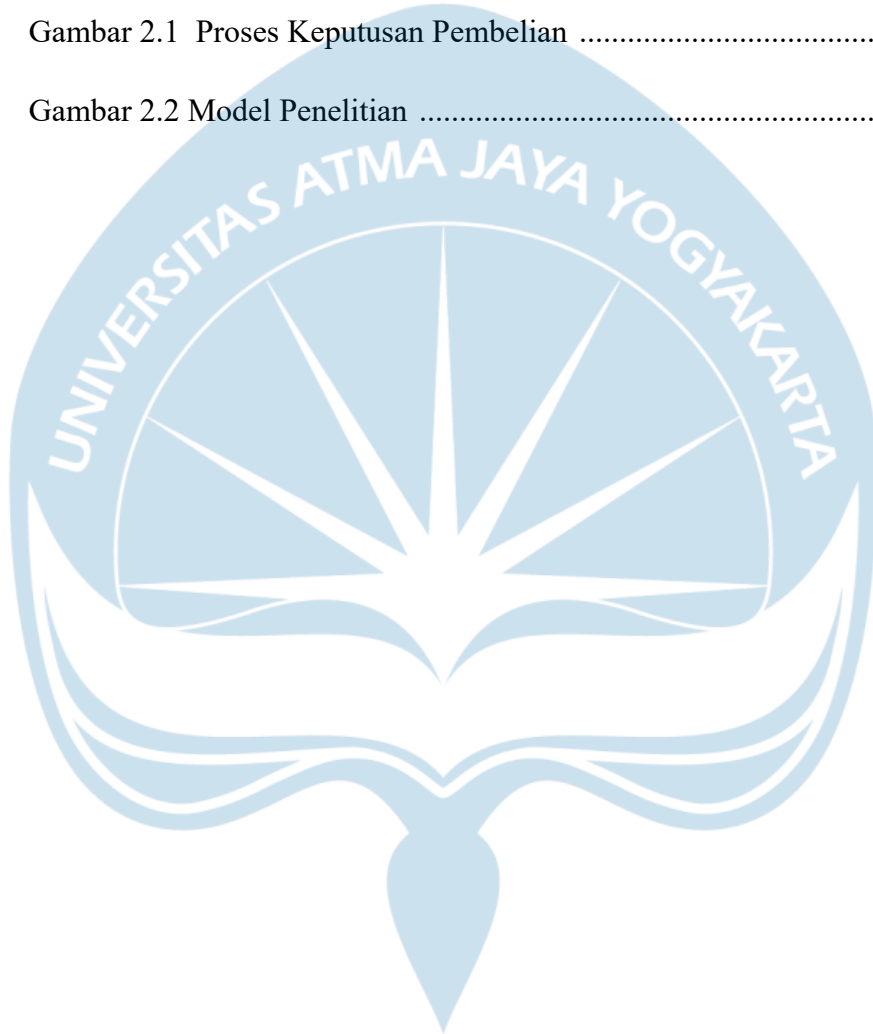 Gambar 2.1  Proses Keputusan Pembelian .....................................
Gambar 2.2 Model Penelitian .........................................................
UNIVERSITAS ATMA JAYA YOGYAKARTA